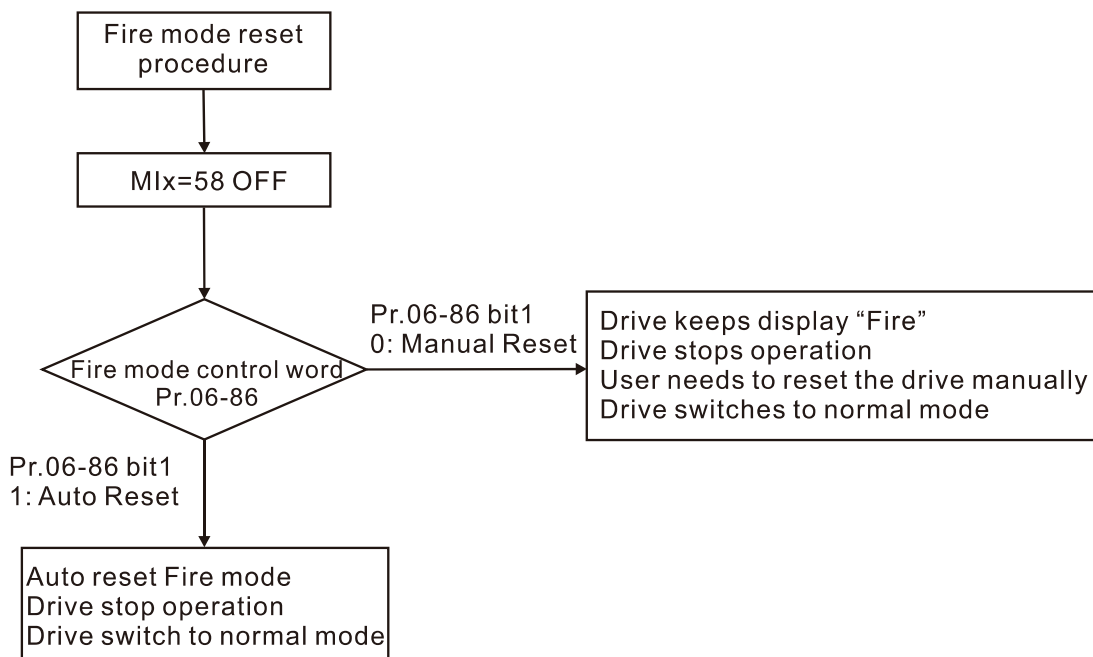 Fire mode reset
procedure
MIx=58 OFF
Fire mode control word
Pr.06-86
Pr.06-86 bit1
0: Manual Reset
Drive keeps display “Fire”
Drive stops operation
User needs to reset the drive manually
Drive switches to normal mode
Pr.06-86 bit1
1: Auto Reset
Auto reset Fire mode
Drive stop operation
Drive switch to normal mode